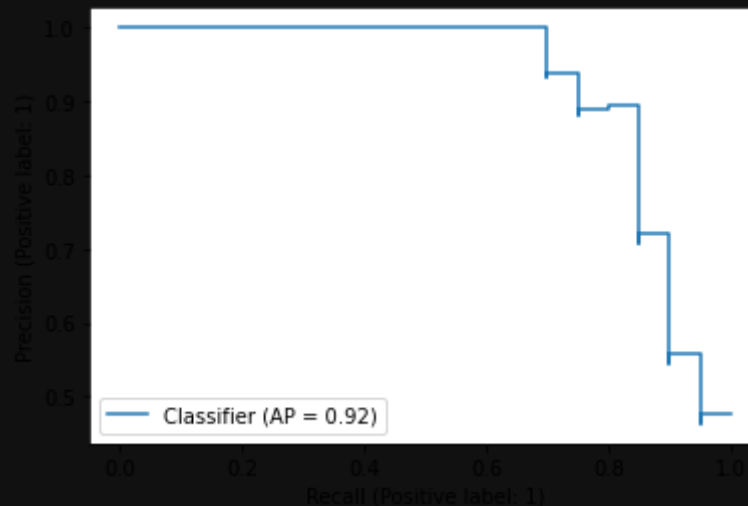 Precision (Positive label: 1)
1.0
0.9
0.8
0.7
0.6
0.5
Classifier (AP = 0.92)
0.0 0.2 0.4 0.6 0.8 1.0
Recall (Positive label: 1)